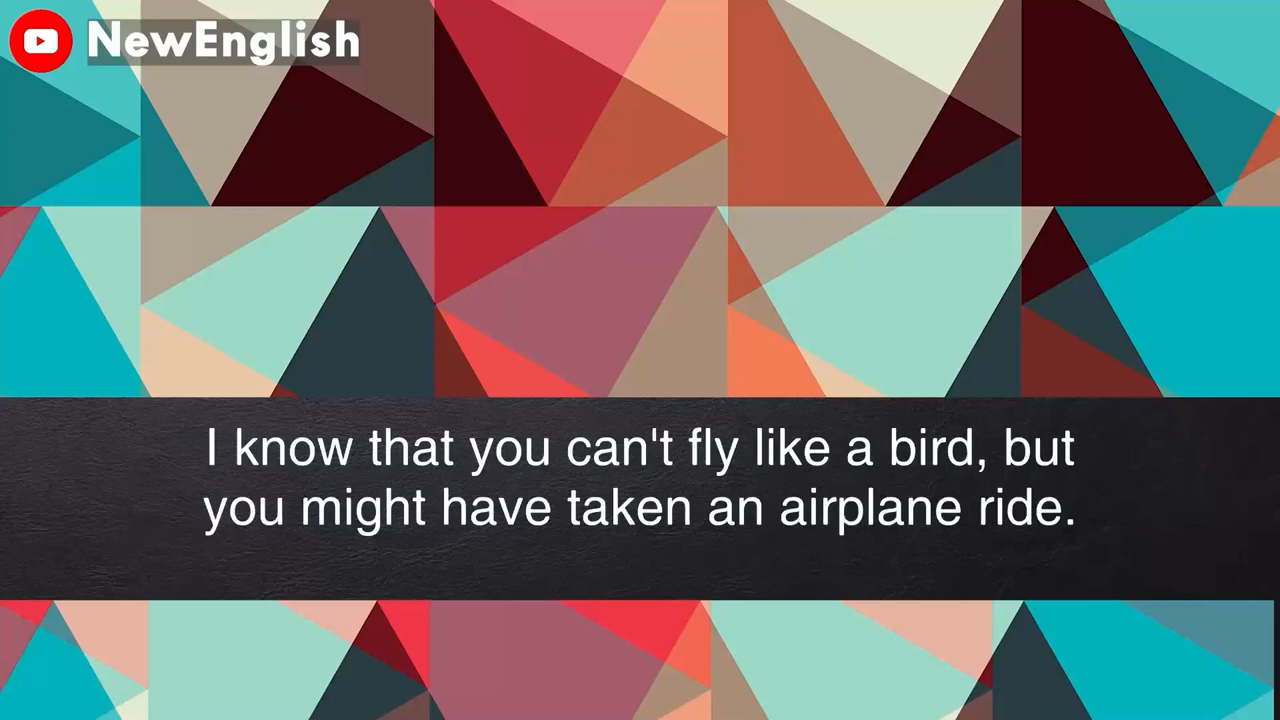 NewEnglish
I know that you can't fly like a bird, but
you might have taken an airplane ride.